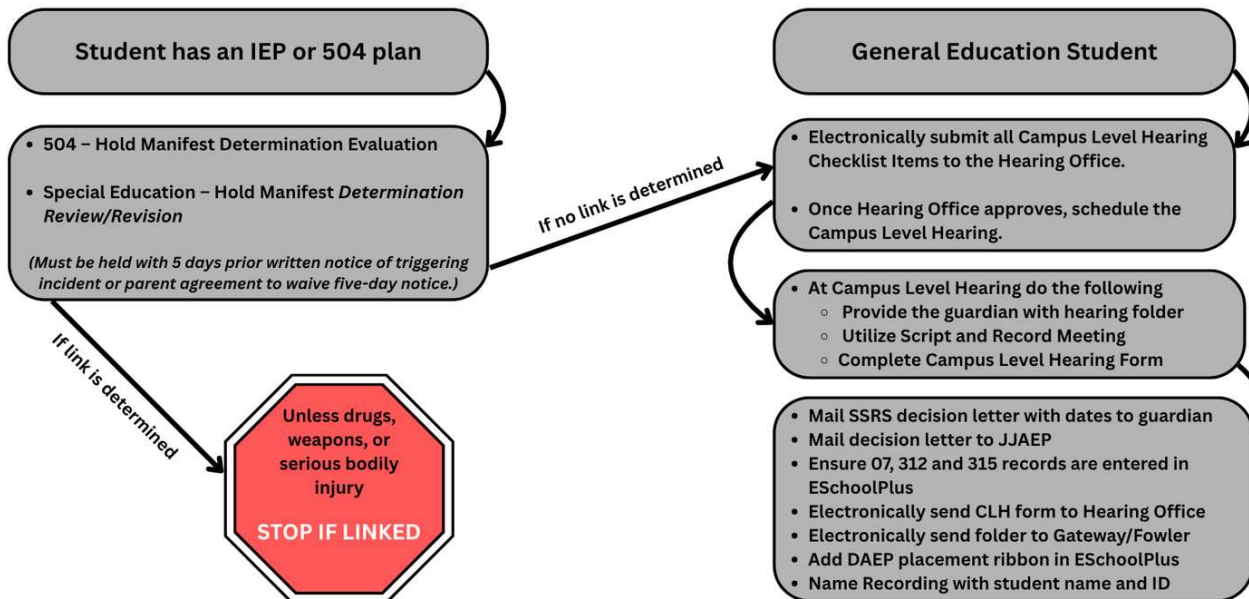 Student has an IEP or 504 plan
• 504 – Hold Manifest Determination Evaluation
• Special Education – Hold Manifest Determination
Review/Revision
(Must be held with 5 days prior written notice of triggering
incident or parent agreement to waive five-day notice.)
If no link is determined
If link is determined
Unless drugs,
weapons, or
serious bodily
injury
STOP IF LINKED
General Education Student
• Electronically submit all Campus Level Hearing
Checklist Items to the Hearing Office.
• Once Hearing Office approves, schedule the
Campus Level Hearing.
• At Campus Level Hearing do the following
○ Provide the guardian with hearing folder
○ Utilize Script and Record Meeting
○ Complete Campus Level Hearing Form
• Mail SSRS decision letter with dates to guardian
• Mail decision letter to JJAEP
• Ensure 07, 312 and 315 records are entered in
ESchoolPlus
• Electronically send CLH form to Hearing Office
• Electronically send folder to Gateway/Fowler
• Add DAEP placement ribbon in ESchoolPlus
• Name Recording with student name and ID